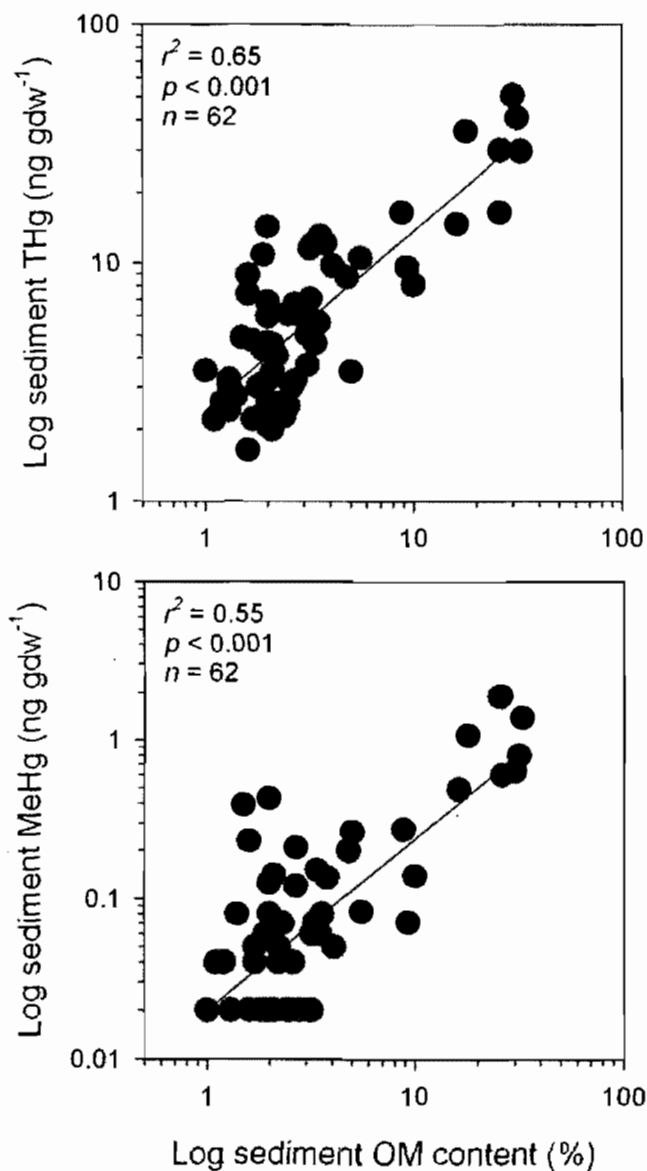 100
r² = 0.65
p < 0.001
n = 62
Log sediment THg (ng gdw⁻¹)
10
1
1 10 100
10
r² = 0.55
p < 0.001
n = 62
Log sediment MeHg (ng gdw⁻¹)
1
0.1
0.01
1 10 100
Log sediment OM content (%)